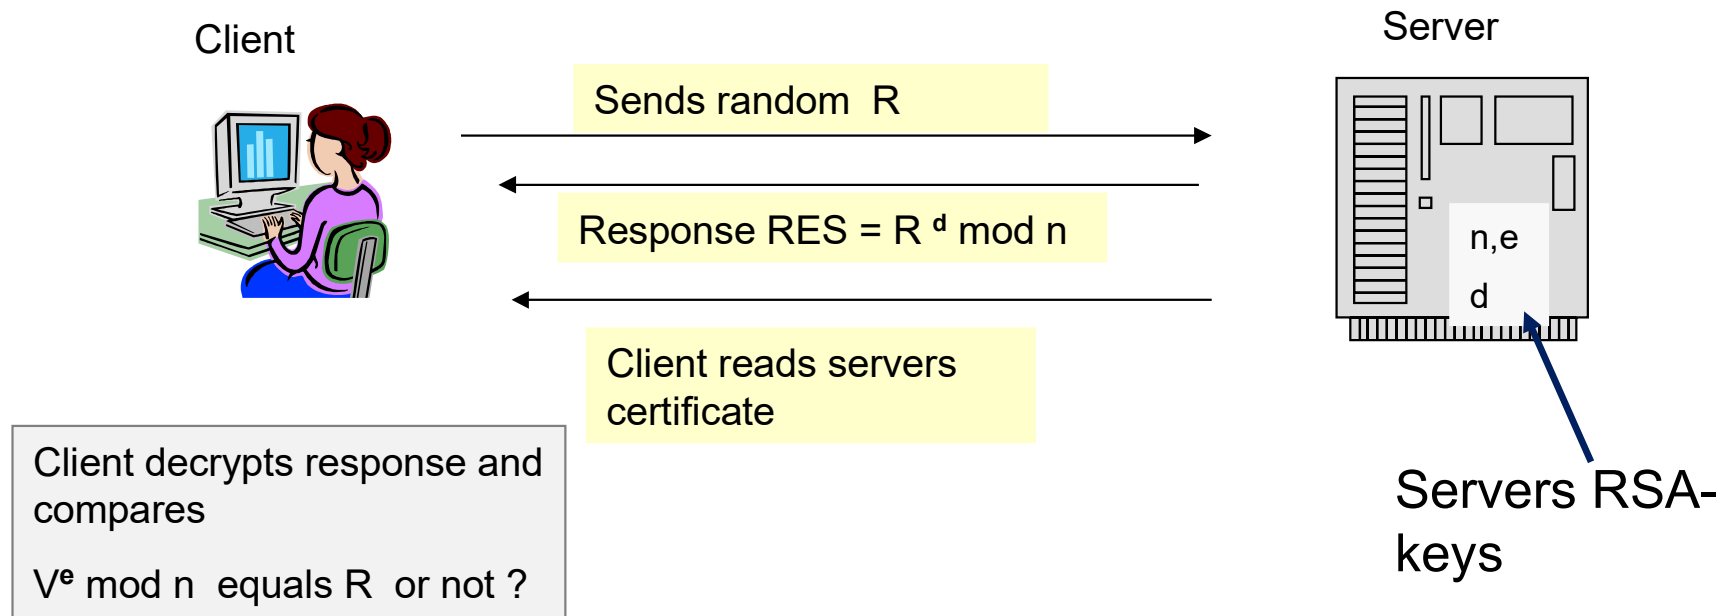 Client
Server
Sends random R
Response RES = R ᵈ mod n
n,e
d
Client reads servers
certificate
Client decrypts response and
compares
Vᵉ mod n equals R or not ?
Servers RSA-
keys